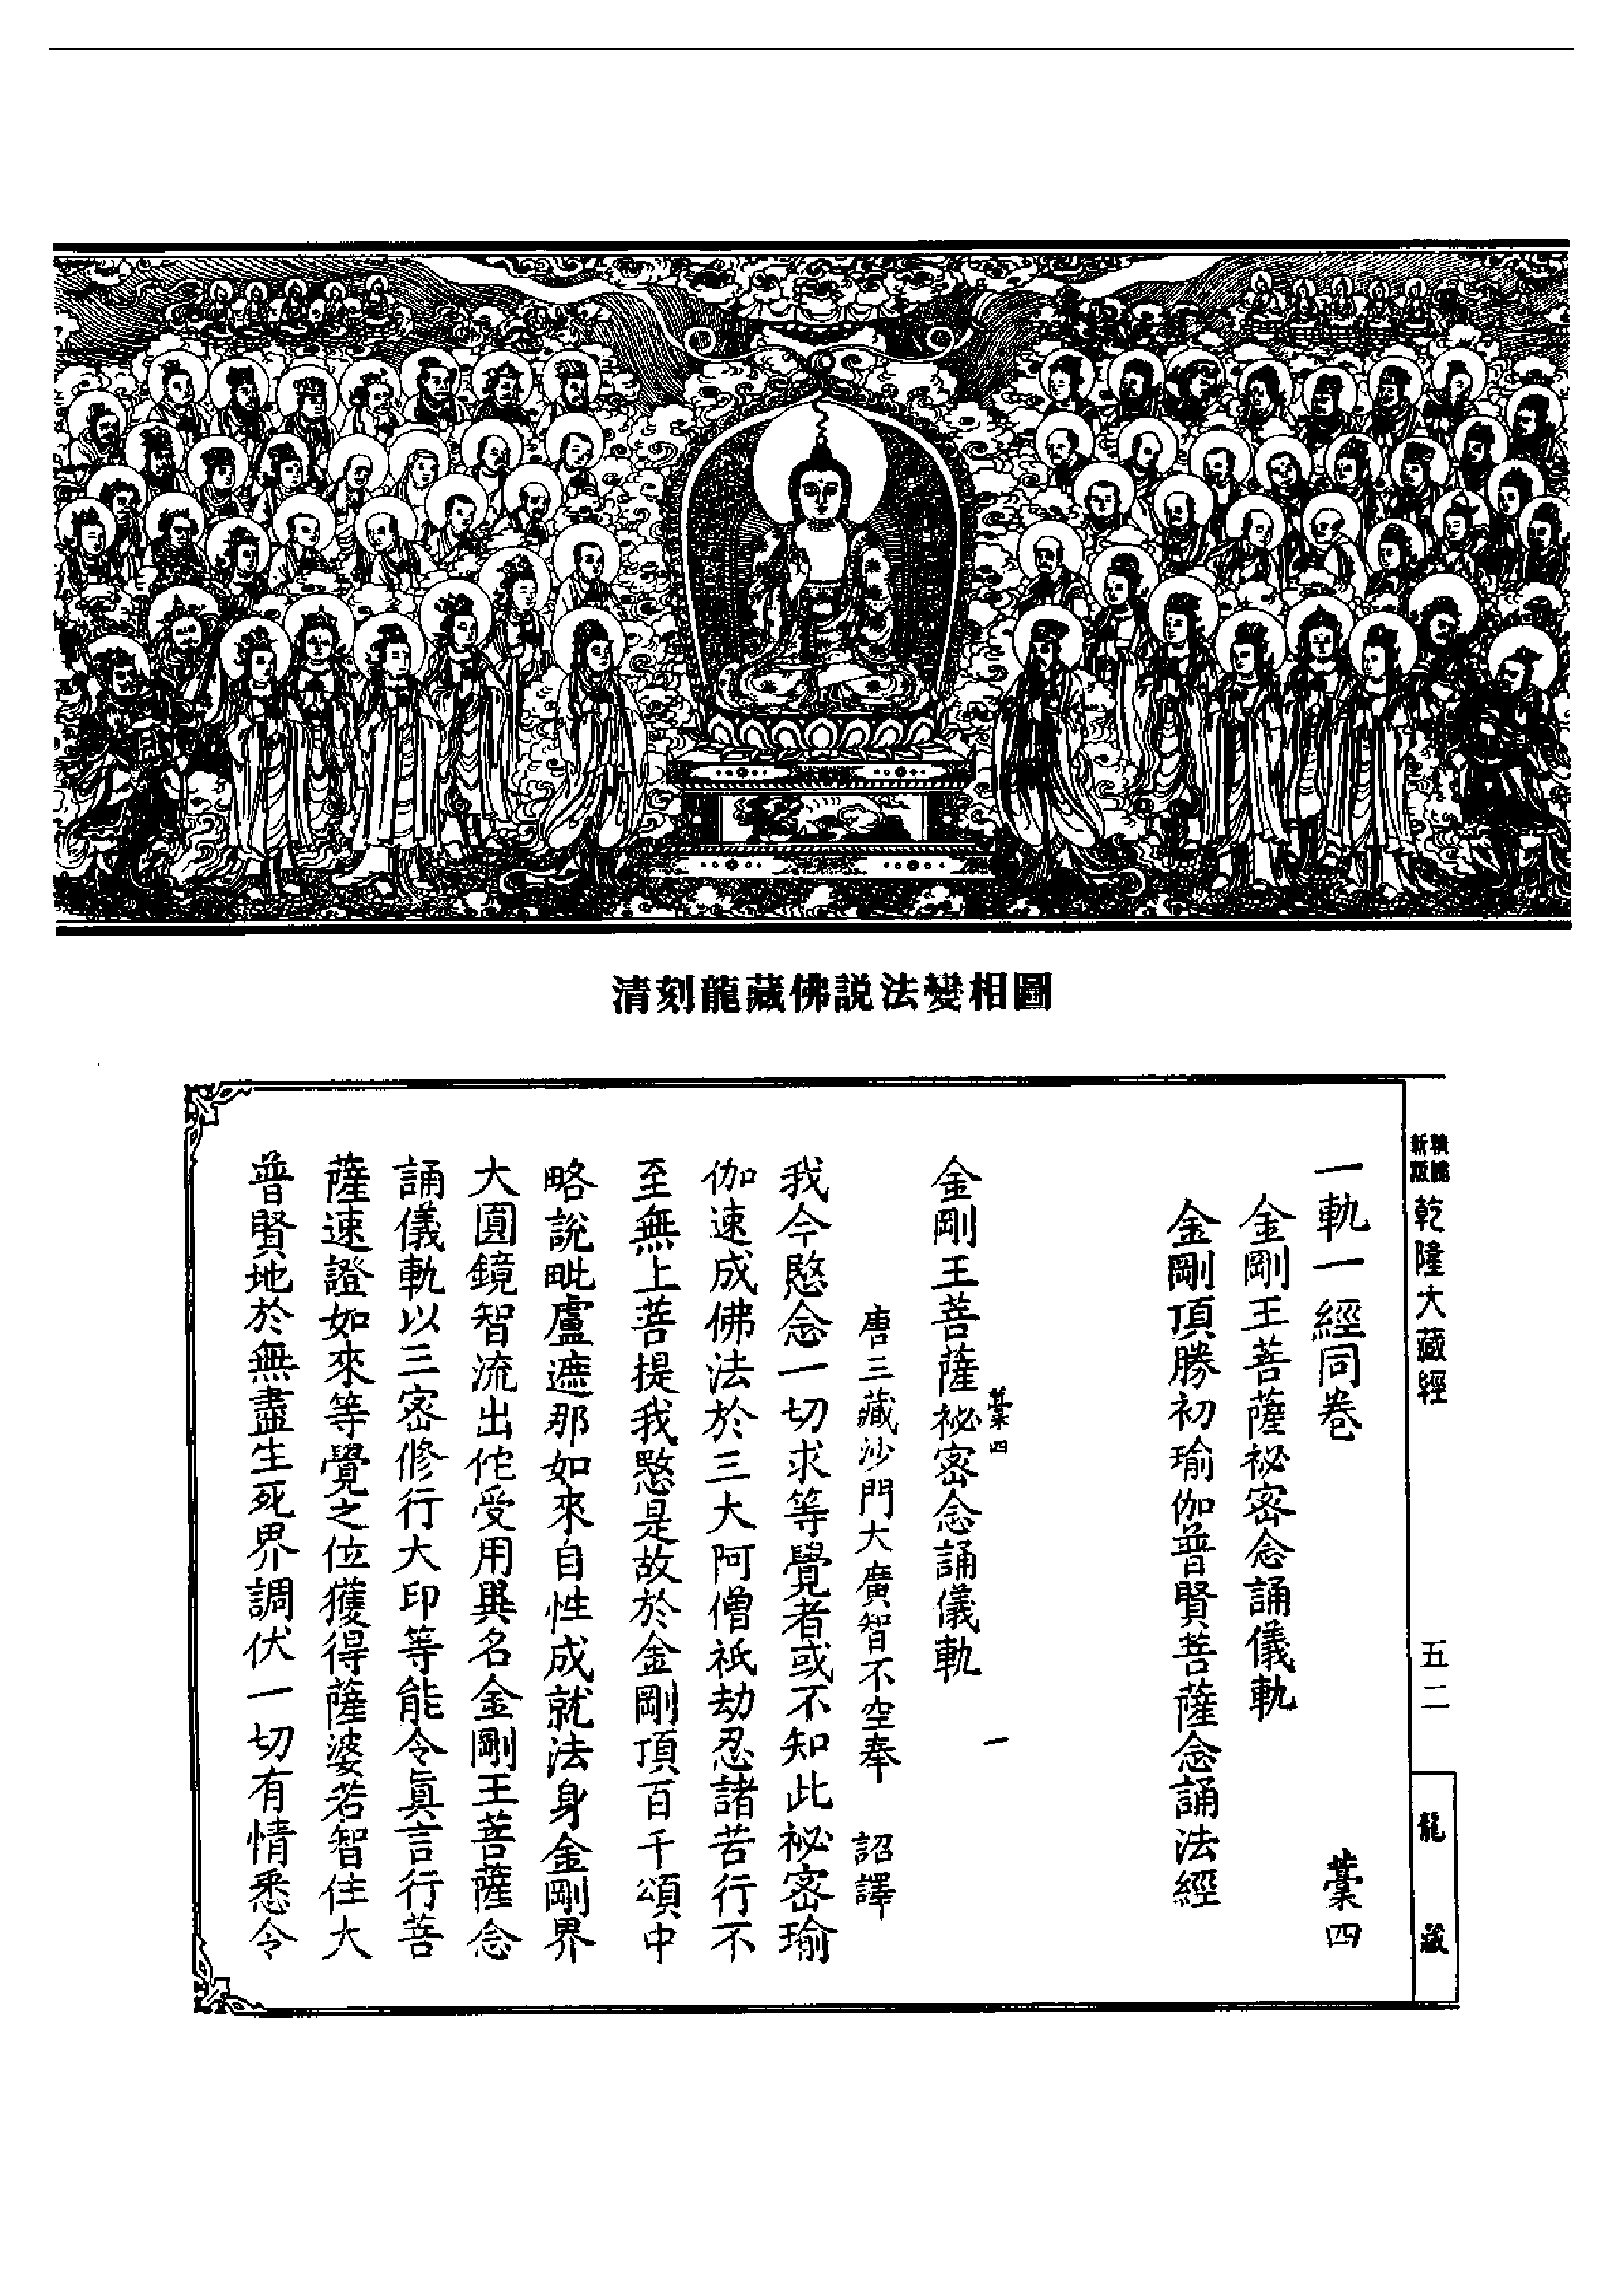 清刻龍藏佛説法變相圖
新版
乾隆大藏經
五二
龍藏
一軌一經同卷 藁四
金剛王菩薩祕密念誦儀軌
金剛頂勝初瑜伽普賢菩薩念誦法經
藁四 一
金剛王菩薩祕密念誦儀軌
唐三藏沙門大廣智不空奉 詔譯
我今愍念一切求等覺者或不知此祕密瑜
伽速成佛法於三大阿僧祇劫忍諸苦行不
至無上菩提我愍是故於金剛頂百千頌中
略說毗盧遮那如來自性成就法身金剛界
大圓鏡智流出佗受用異名金剛王菩薩念
誦儀軌以三密修行大印等能令眞言行菩
薩速證如來等覺之位獲得薩婆若智住大
普賢地於無盡生死界調伏一切有情悉令